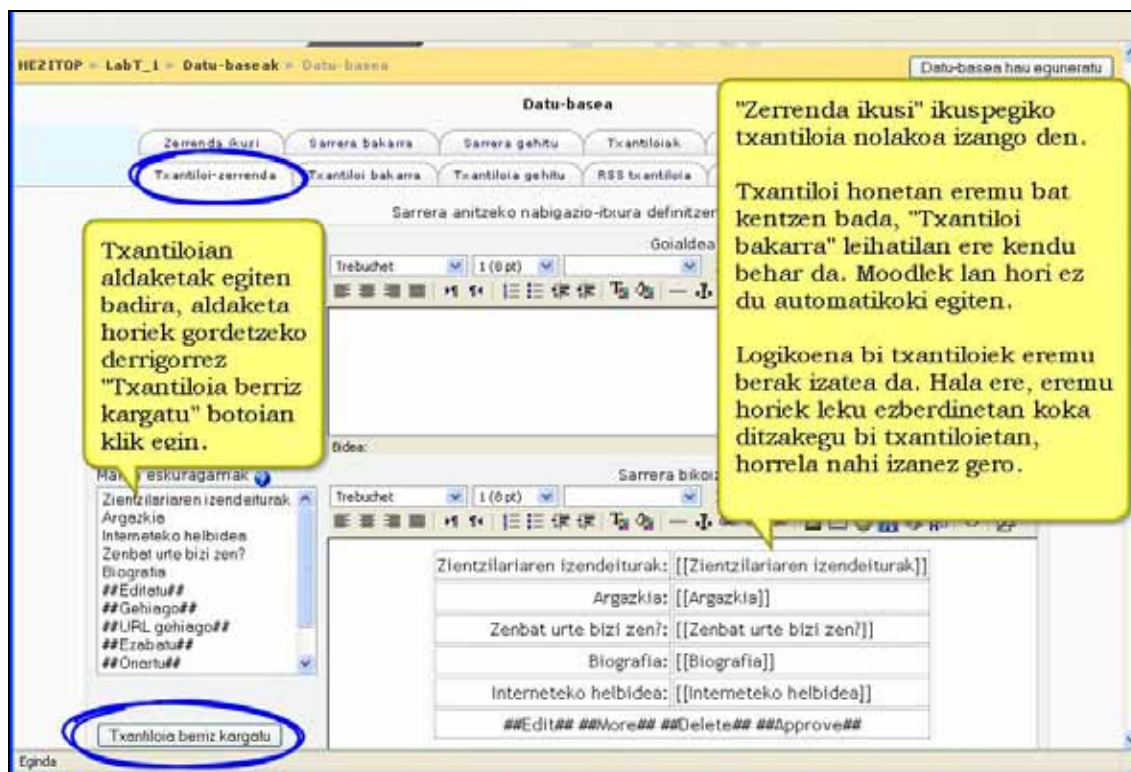 HEZITOP » LabT_1 » Datu-baseak » Datu-basea
Datu-basea hau eguneratu
Datu-basea
Zerrenda ikusi Sarrera bakarra Sarrera gehitu Txantiloiak
Txantiloi-zerrenda Txantiloi bakarra Txantiloia gehitu RSS txantiloia
Sarrera anitzeko nabigazio-itxura
Goialdea
Trebuchet 1 (8 pt)
Bidea:
"Zerrenda ikusi" ikuspegiko
txantiloia nolakoa izango den.
Txantiloi honetan eremu bat
kentzen bada, "Txantiloi
bakarra" leihatilan ere kendu
behar da. Moodlek lan hori ez
du automatikoki egiten.
Logikoena bi txantiloiek eremu
berak izatea da. Hala ere, eremu
horiek leku ezberdinetan koka
ditzakegu bi txantiloietan,
horrela nahi izanez gero.
Txantiloian
aldaketak egiten
badira, aldaketa
horiek gordetzeko
derrigorrez
"Txantiloia berriz
kargatu" botoian
klik egin.
eskuragarriak
Zientzilariaren izendeiturak
Argazkia
Interneteko helbidea
Zenbat urte bizi zen?
Biografia
##Editatu##
##Gehiago##
##URL gehiago##
##Ezabatu##
##Onartu##
Txantiloia berriz kargatu
Sarrera
Trebuchet 1 (8 pt)
Zientzilariaren izendeiturak: [[Zientzilariaren izendeiturak]]
Argazkia: [[Argazkia]]
Zenbat urte bizi zen?: [[Zenbat urte bizi zen?]]
Biografia: [[Biografia]]
Interneteko helbidea: [[Interneteko helbidea]]
##Edit## ##More## ##Delete## ##Approve##
Eginda